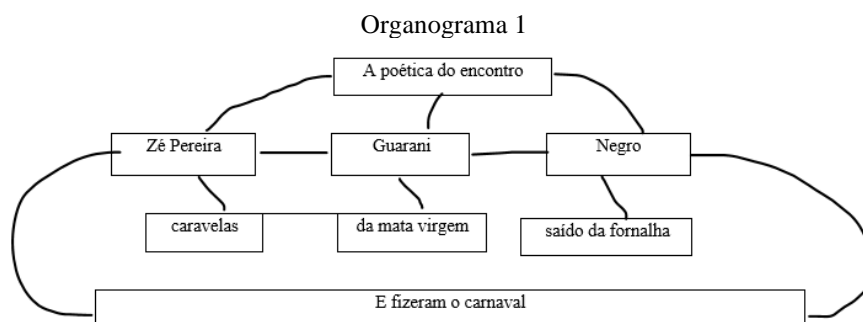 Organograma 1
A poética do encontro
Zé Pereira
Guarani
Negro
caravelas
da mata virgem
saído da fornalha
E fizeram o carnaval